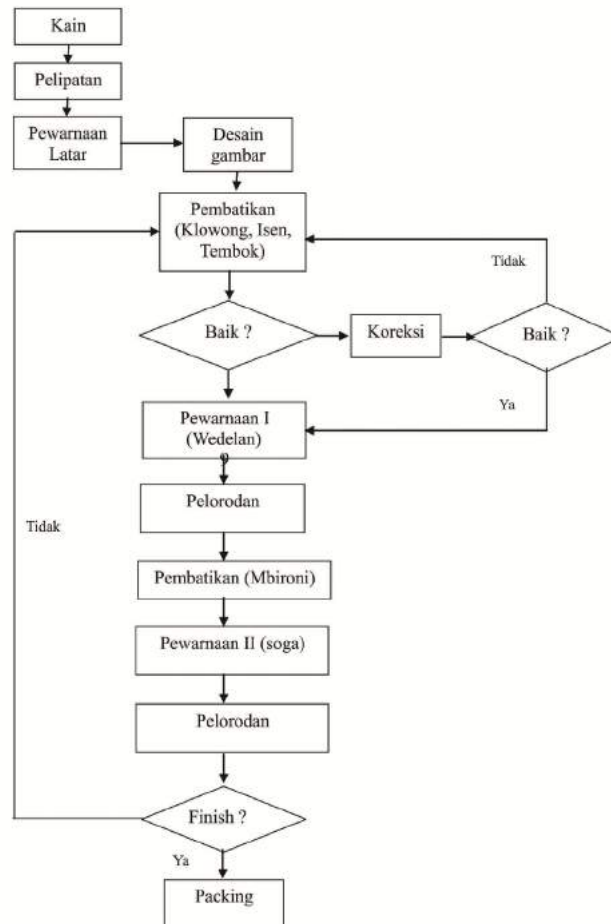 Kain
Pelipatan
Pewarnaan
Latar
Desain
gambar
Pembatikan
(Klowong, Isen,
Tembok)
Tidak
Baik ?
Koreksi
Baik ?
Ya
Pewarnaan I
(Wedelan)
9
Pelorodan
Tidak
Pembatikan (Mbironi)
Pewarnaan II (soga)
Pelorodan
Finish ?
Ya
Packing